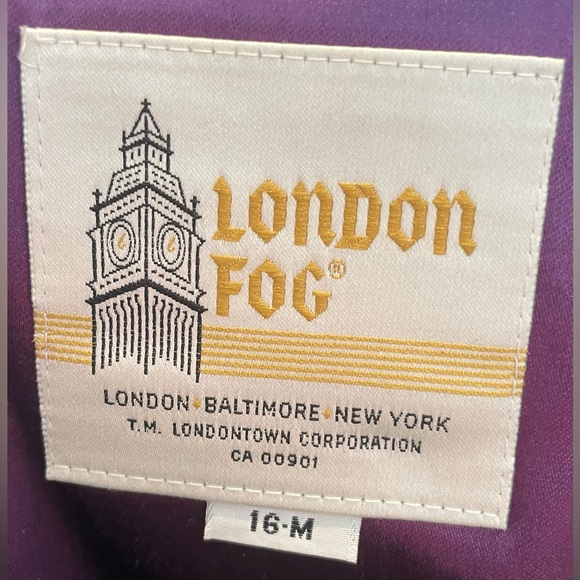 LONDON
FOG®
LONDON•BALTIMORE•NEW YORK
T.M. LONDONTOWN CORPORATION
CA 00901
16-M